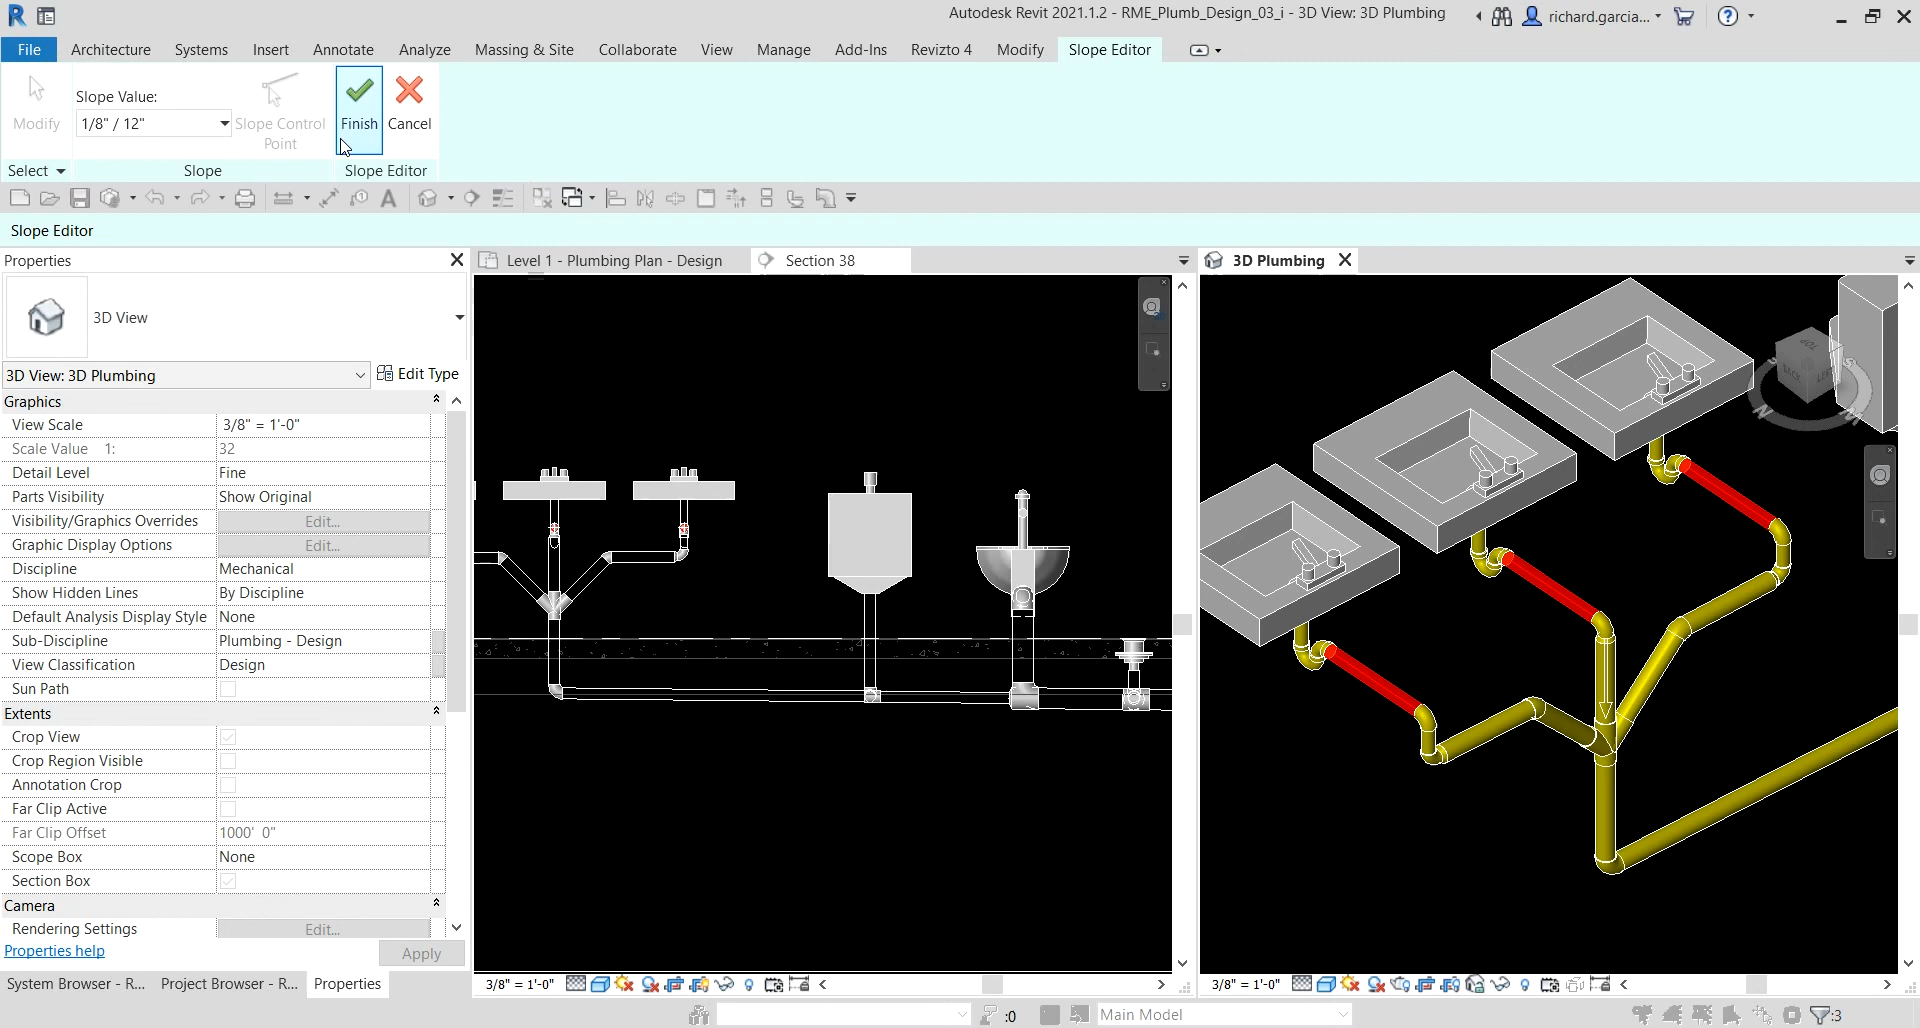 Autodesk Revit 2021.1.2 - RME_Plumb_Design_03_i - 3D View: 3D Plumbing
richard.garcia...
File Architecture Systems Insert Annotate Analyze Massing & Site Collaborate View Manage Add-Ins Revizto 4 Modify Slope Editor
Modify
Slope Value:
1/8" / 12"
Slope Control
Point
Finish
Cancel
Select
Slope
Slope Editor
Slope Editor
Properties
Level 1 - Plumbing Plan - Design
Section 38
3D Plumbing
3D View
3D View: 3D Plumbing
Edit Type
Graphics
View Scale 3/8" = 1'-0"
Scale Value 1: 32
Detail Level Fine
Parts Visibility Show Original
Visibility/Graphics Overrides Edit...
Graphic Display Options Edit...
Discipline Mechanical
Show Hidden Lines By Discipline
Default Analysis Display Style None
Sub-Discipline Plumbing - Design
View Classification Design
Sun Path
Extents
Crop View
Crop Region Visible
Annotation Crop
Far Clip Active
Far Clip Offset 1000' 0"
Scope Box None
Section Box
Camera
Rendering Settings Edit...
Properties help
Apply
System Browser - R... Project Browser - R... Properties
3/8" = 1'-0"
3/8" = 1'-0"
:0
Main Model
:3
TOP
BACK
N